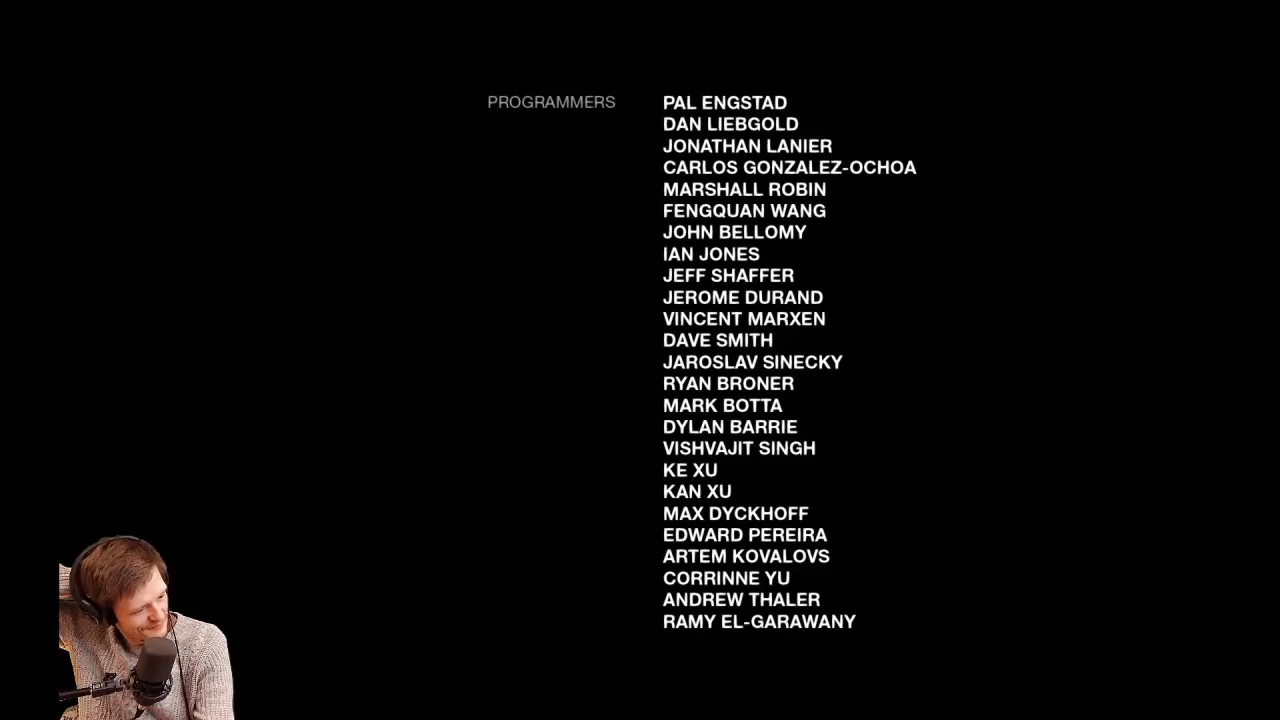 PROGRAMMERS PAL ENGSTAD
DAN LIEBGOLD
JONATHAN LANIER
CARLOS GONZALEZ-OCHOA
MARSHALL ROBIN
FENGQUAN WANG
JOHN BELLOMY
IAN JONES
JEFF SHAFFER
JEROME DURAND
VINCENT MARXEN
DAVE SMITH
JAROSLAV SINECKY
RYAN BRONER
MARK BOTTA
DYLAN BARRIE
VISHVAJIT SINGH
KE XU
KAN XU
MAX DYCKHOFF
EDWARD PEREIRA
ARTEM KOVALOVS
CORRINNE YU
ANDREW THALER
RAMY EL-GARAWANY